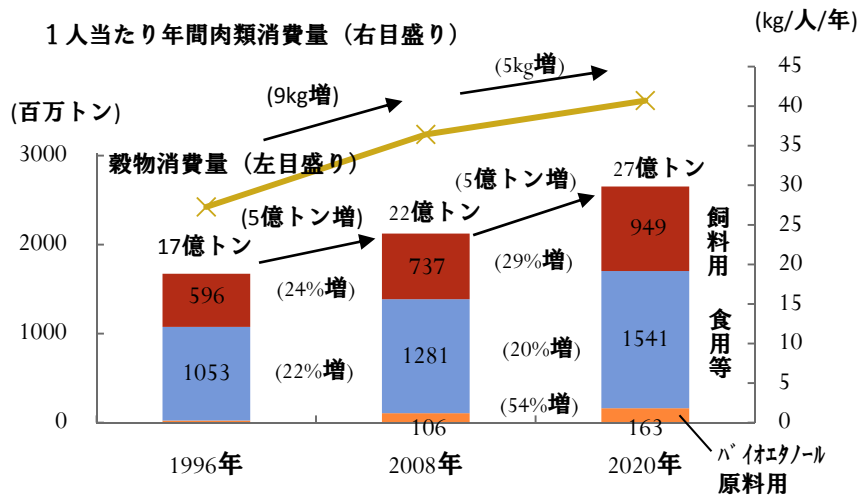 １人当たり年間肉類消費量（右目盛り）
(kg/人/年)
(5kg増)
(9kg増)
(百万トン)
穀物消費量（左目盛り）
(5億トン増)
(5億トン増)
17億トン
22億トン
27億トン
3000
2000
1000
0
45
40
35
30
25
20
15
10
5
0
596
(24%増)
737
(29%増)
949
飼料用
1053
(22%増)
1281
(20%増)
1541
食用等
106
(54%増)
163
1996年
2008年
2020年
ﾊﾞｲｵｴﾀﾉｰﾙ
原料用